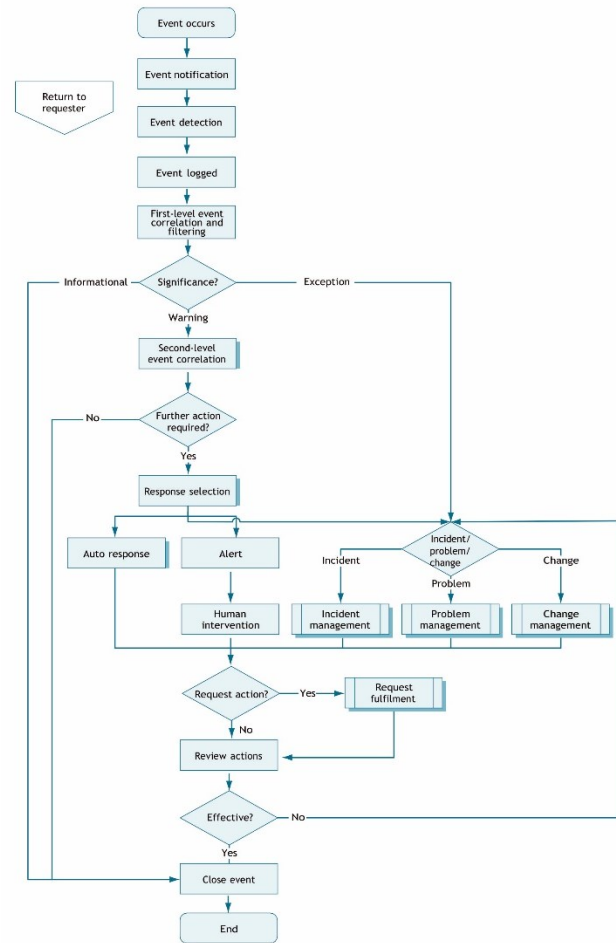 Event occurs
Event notification
Return to
requester
Event detection
Event logged
First-level event
correlation and
filtering
Informational
Significance?
Exception
Warning
Second-level
event correlation
No
Further action
required?
Yes
Response selection
Auto response
Alert
Incident/
problem/
change
Incident
Change
Problem
Human
intervention
Incident
management
Problem
management
Change
management
Request action?
Yes
Request
fulfilment
No
Review actions
Effective?
No
Yes
Close event
End